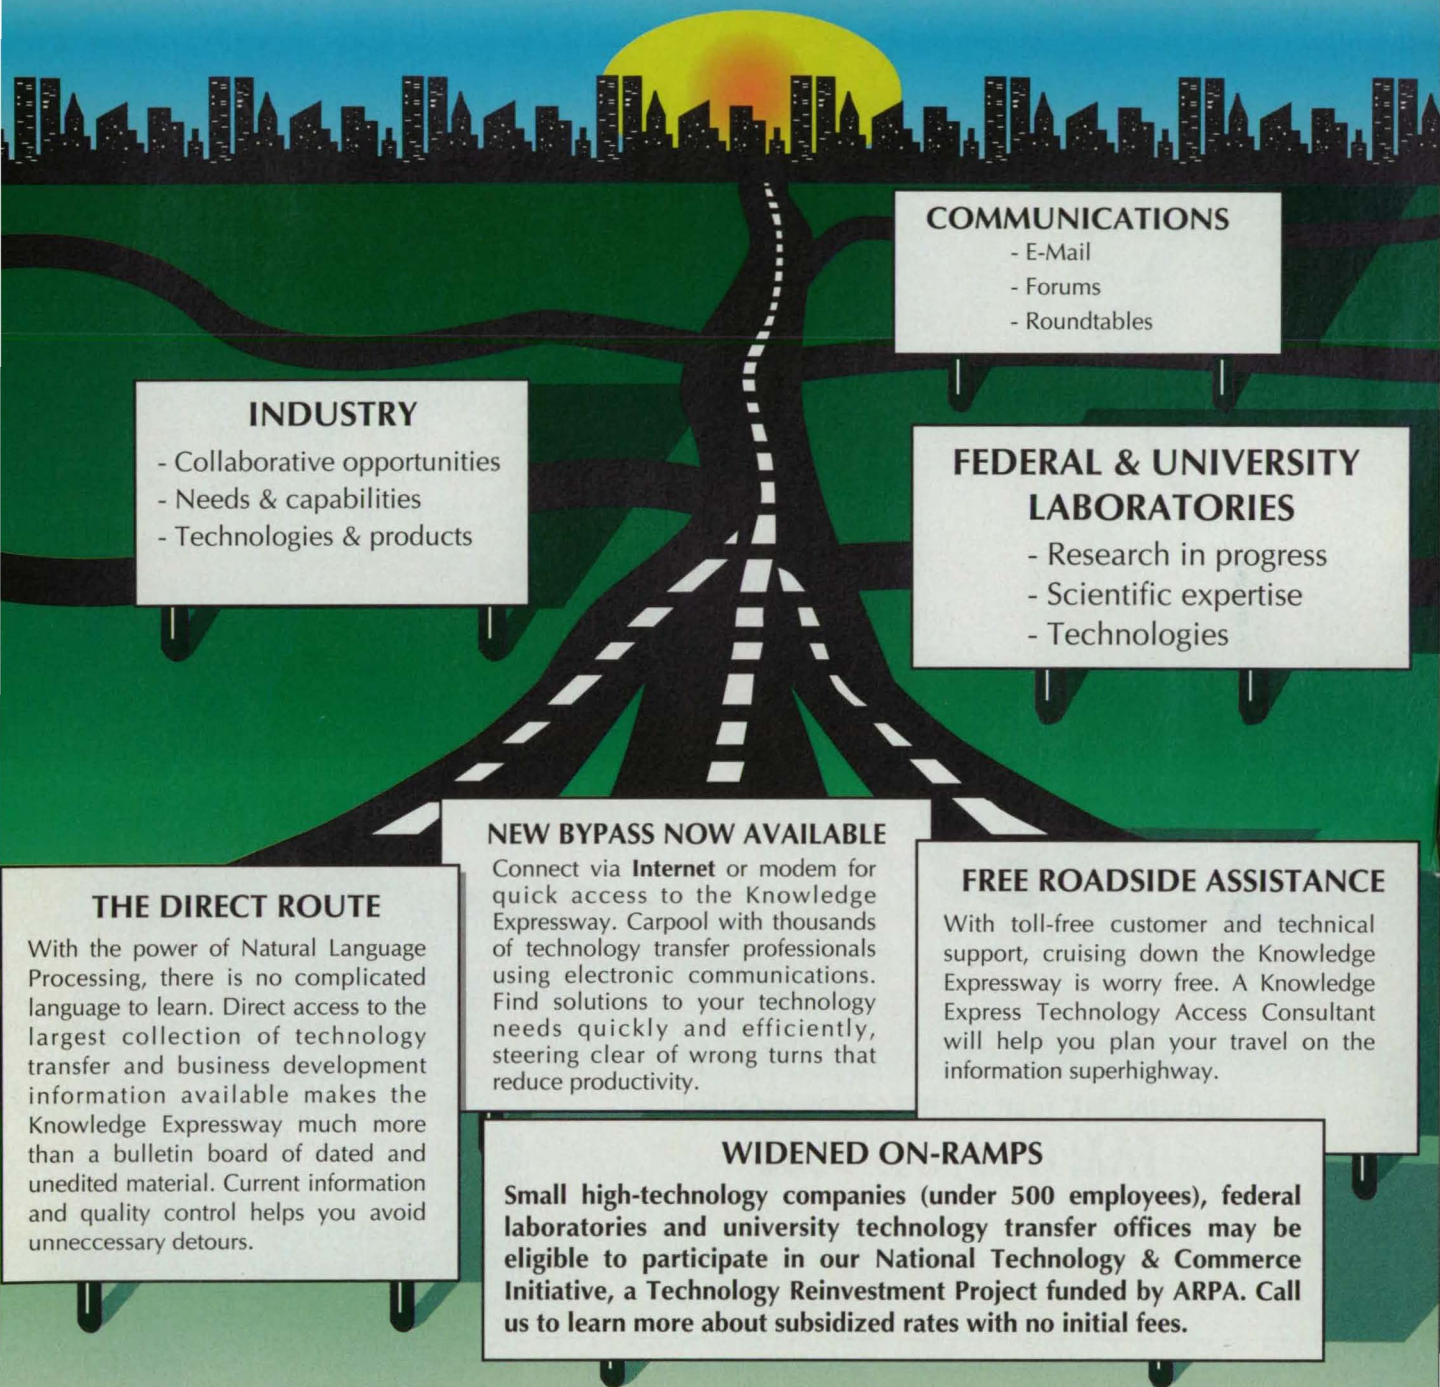 COMMUNICATIONS
- E-Mail
- Forums
- Roundtables
INDUSTRY
- Collaborative opportunities
- Needs & capabilities
- Technologies & products
FEDERAL & UNIVERSITY
LABORATORIES
- Research in progress
- Scientific expertise
- Technologies
THE DIRECT ROUTE
With the power of Natural Language
Processing, there is no complicated
language to learn. Direct access to the
largest collection of technology
transfer and business development
information available makes the
Knowledge Expressway much more
than a bulletin board of dated and
unedited material. Current information
and quality control helps you avoid
unneccessary detours.
NEW BYPASS NOW AVAILABLE
Connect via Internet or modem for
quick access to the Knowledge
Expressway. Carpool with thousands
of technology transfer professionals
using electronic communications.
Find solutions to your technology
needs quickly and efficiently,
steering clear of wrong turns that
reduce productivity.
FREE ROADSIDE ASSISTANCE
With toll-free customer and technical
support, cruising down the Knowledge
Expressway is worry free. A Knowledge
Express Technology Access Consultant
will help you plan your travel on the
information superhighway.
WIDENED ON-RAMPS
Small high-technology companies (under 500 employees), federal
laboratories and university technology transfer offices may be
eligible to participate in our National Technology & Commerce
Initiative, a Technology Reinvestment Project funded by ARPA. Call
us to learn more about subsidized rates with no initial fees.